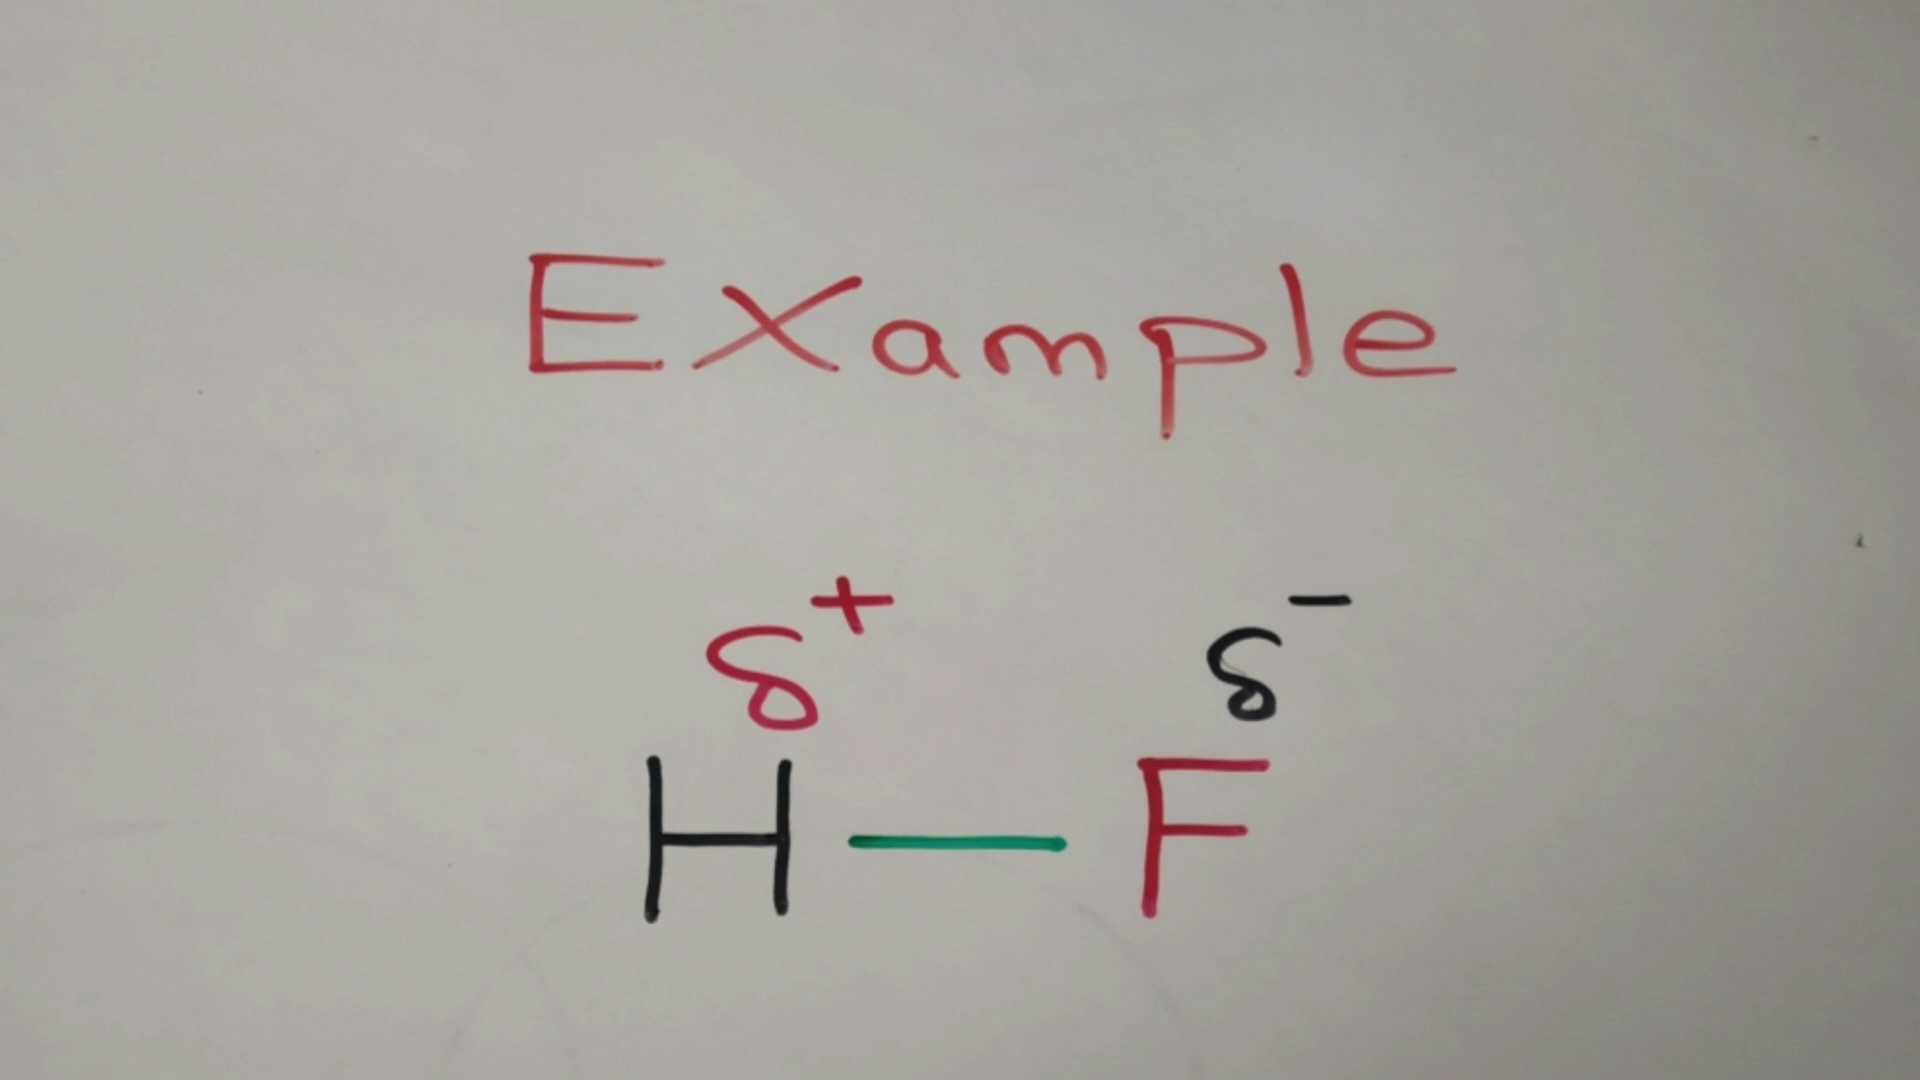 Example
δ+ δ-
H — F